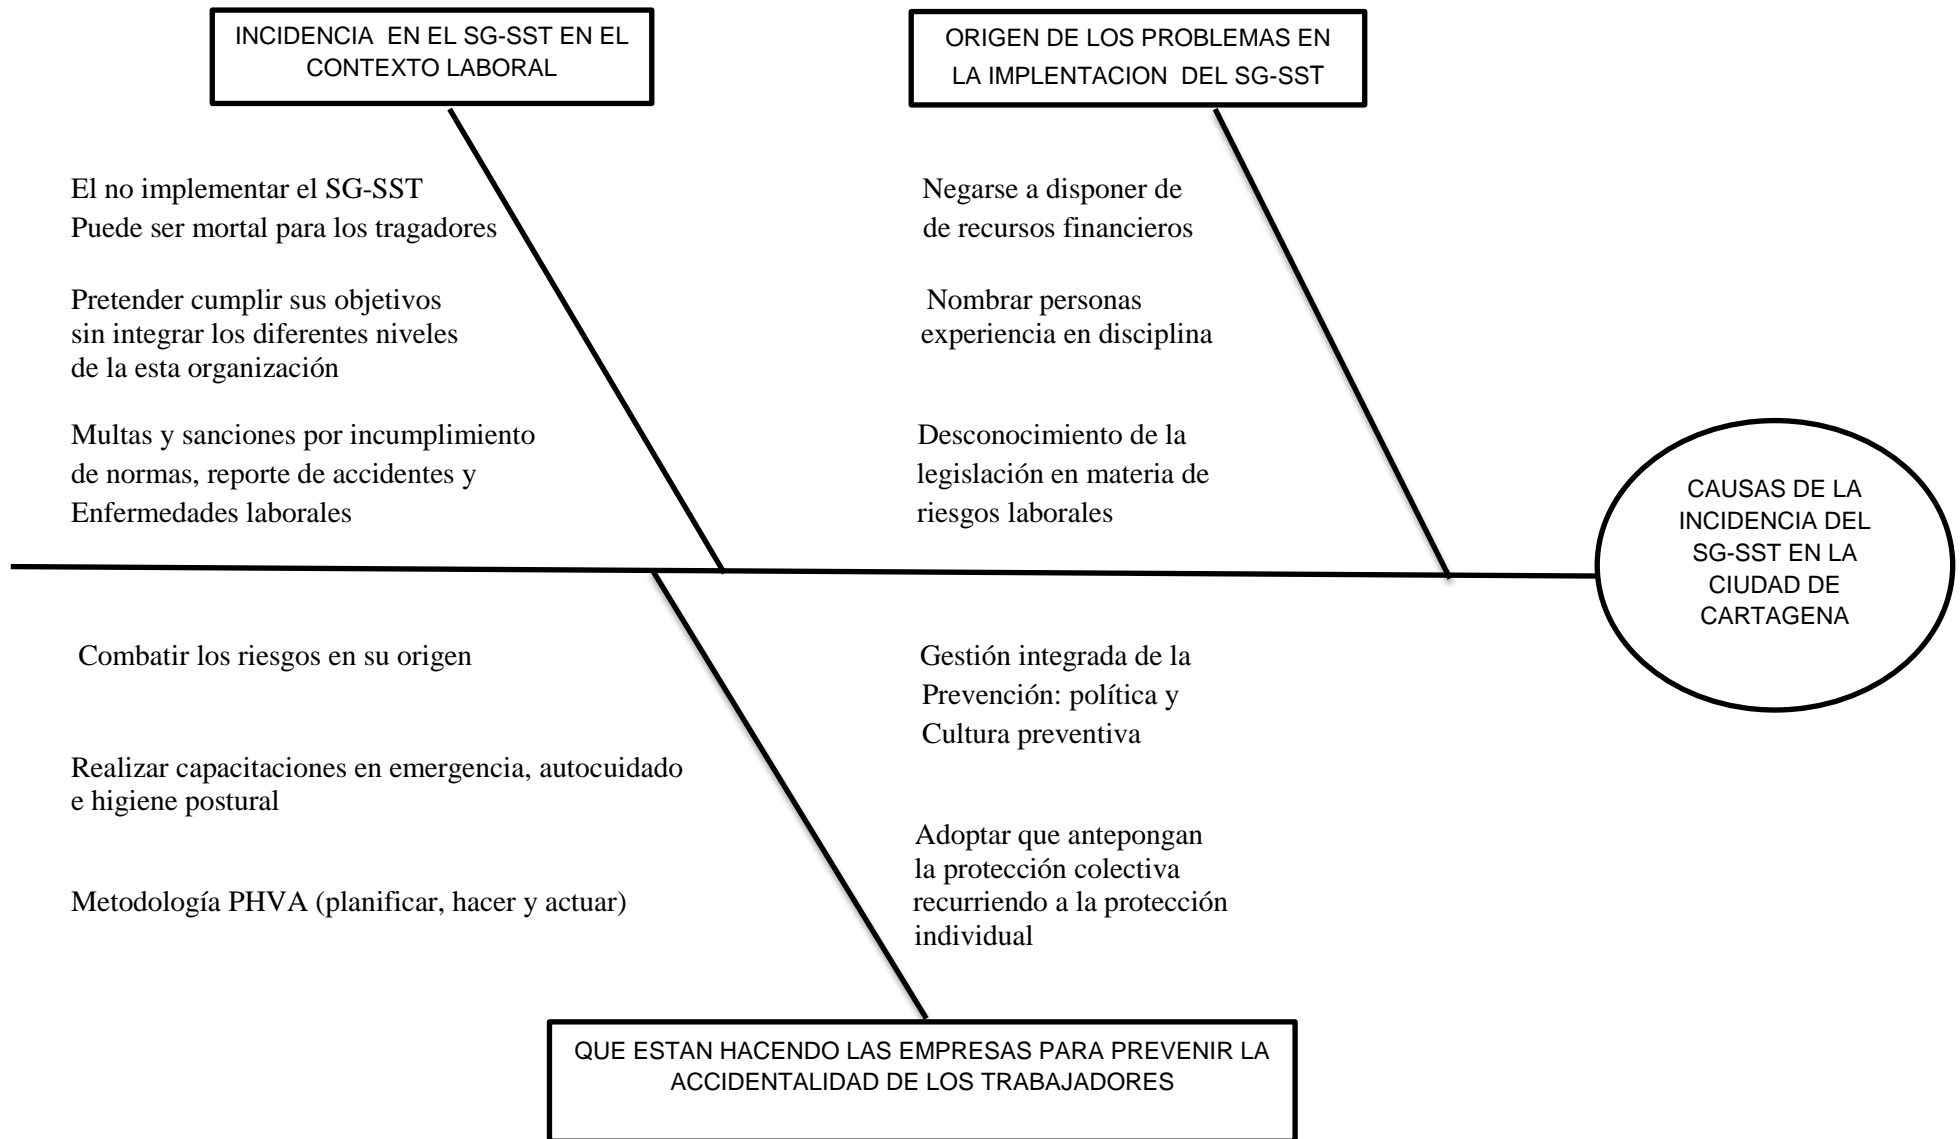 INCIDENCIA EN EL SG-SST EN EL
CONTEXTO LABORAL
ORIGEN DE LOS PROBLEMAS EN
LA IMPLENTACION DEL SG-SST
El no implementar el SG-SST
Puede ser mortal para los tragadores
Pretender cumplir sus objetivos
sin integrar los diferentes niveles
de la esta organización
Multas y sanciones por incumplimiento
de normas, reporte de accidentes y
Enfermedades laborales
Negarse a disponer de
de recursos financieros
Nombrar personas
experiencia en disciplina
Desconocimiento de la
legislación en materia de
riesgos laborales
CAUSAS DE LA
INCIDENCIA DEL
SG-SST EN LA
CIUDAD DE
CARTAGENA
Combatir los riesgos en su origen
Realizar capacitaciones en emergencia, autocuidado
e higiene postural
Metodología PHVA (planificar, hacer y actuar)
Gestión integrada de la
Prevención: política y
Cultura preventiva
Adoptar que antepongan
la protección colectiva
recurriendo a la protección
individual
QUE ESTAN HACENDO LAS EMPRESAS PARA PREVENIR LA
ACCIDENTALIDAD DE LOS TRABAJADORES